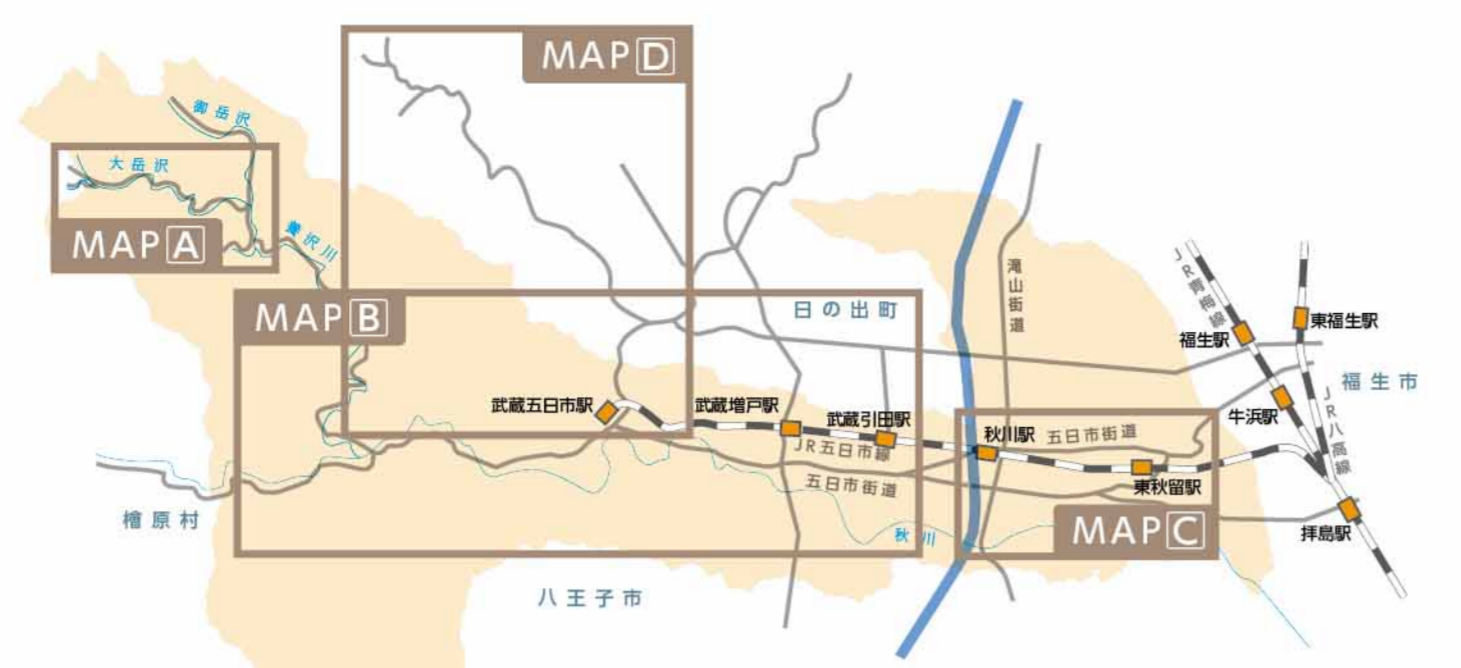 MAP D
御岳沢
大岳沢
MAP A
養沢川
MAP B
日の出町
滝山街道
JR青梅線
福生駅
東福生駅
福生市
牛浜駅
JR八高線
武蔵五日市駅
武蔵増戸駅
武蔵引田駅
JR五日市線
秋川駅
五日市街道
五日市街道
東秋留駅
檜原村
秋川
MAP C
拝島駅
八王子市